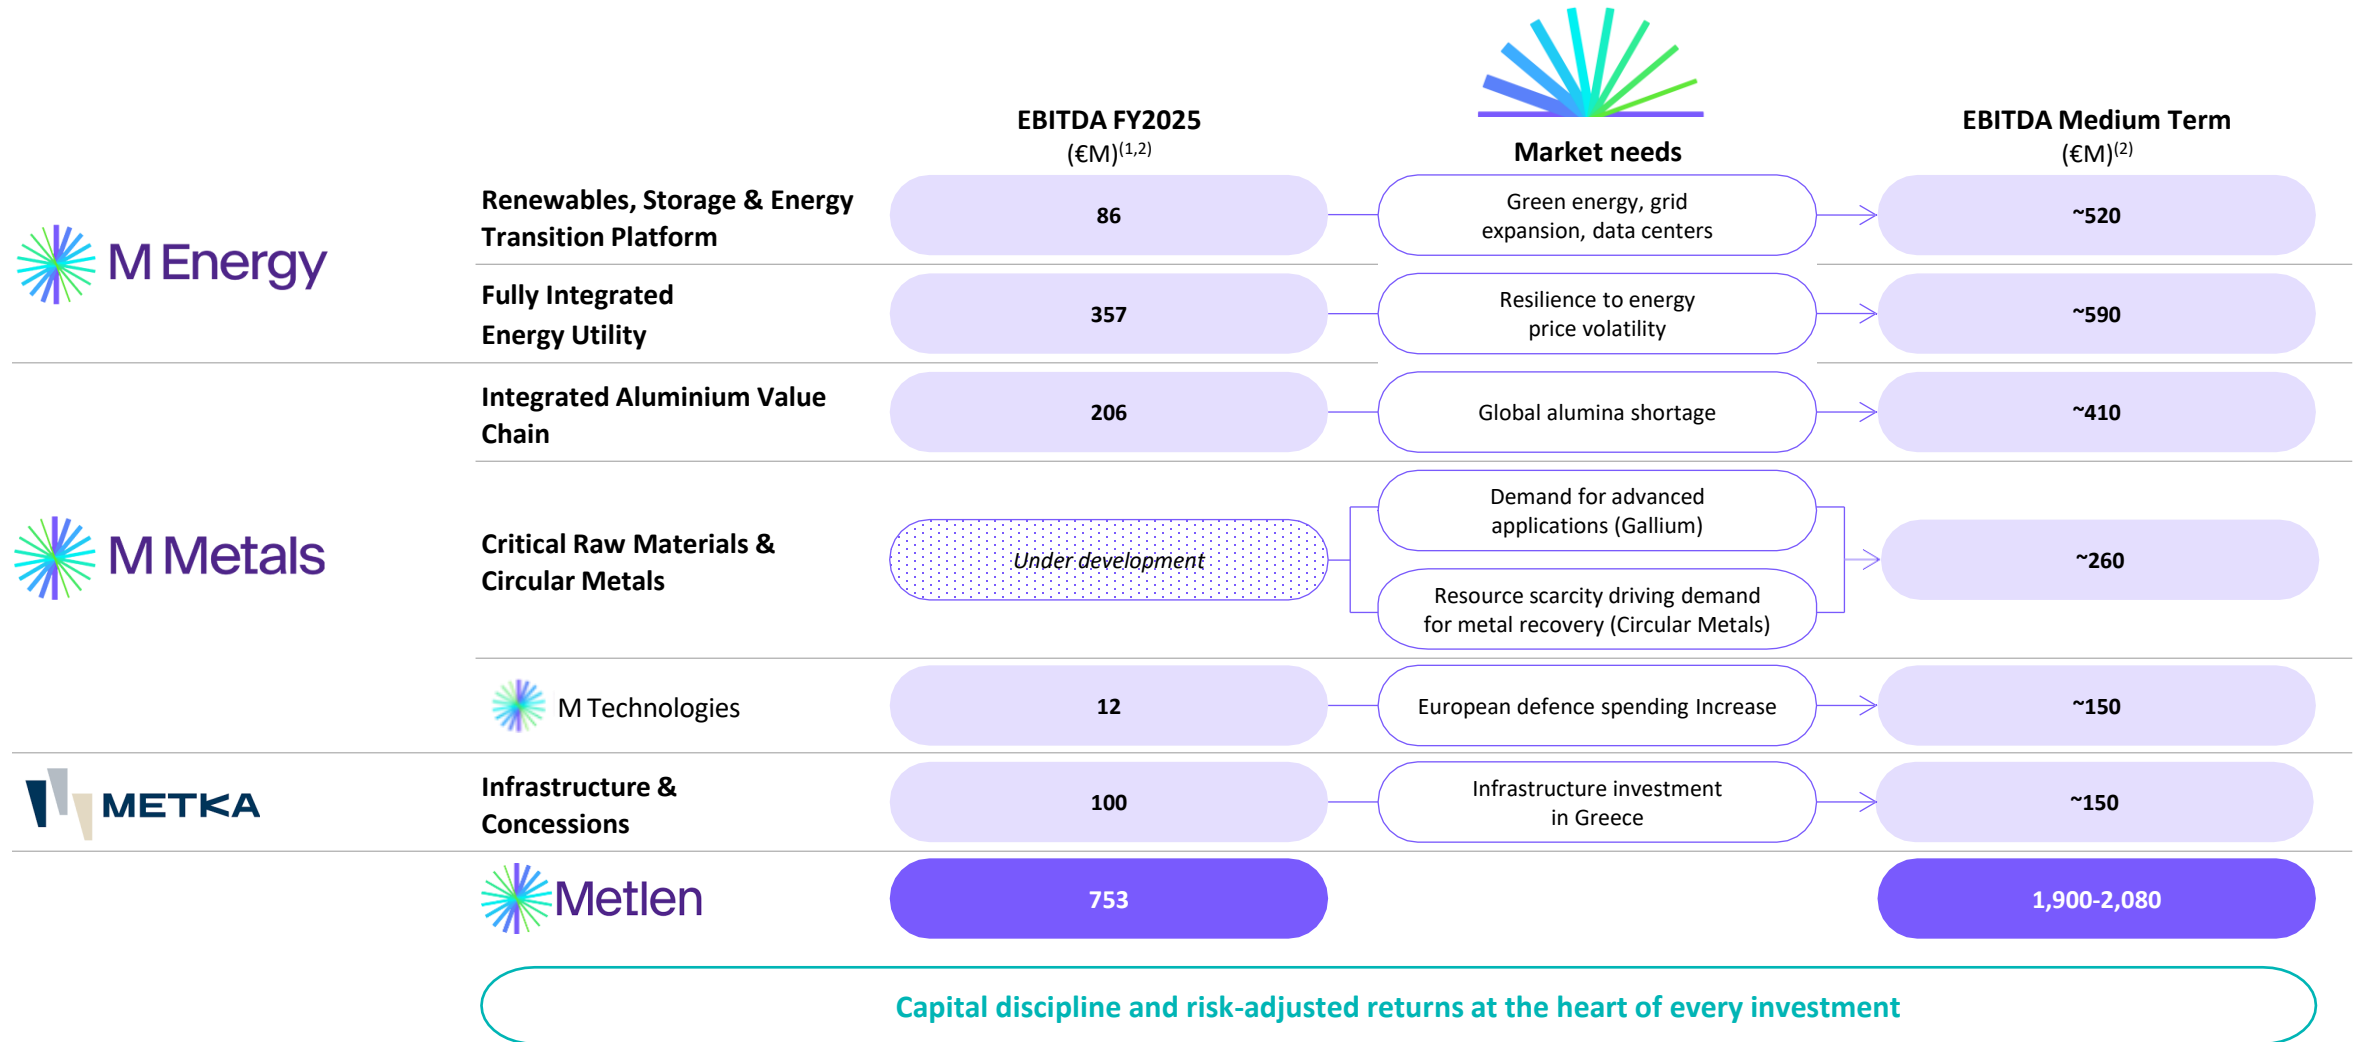 EBITDA FY2025
(€M)(1,2)
Market needs
EBITDA Medium Term
(€M)(2)
M Energy
Renewables, Storage & Energy
Transition Platform
86
Green energy, grid
expansion, data centers
~520
Fully Integrated
Energy Utility
357
Resilience to energy
price volatility
~590
M Metals
Integrated Aluminium Value
Chain
206
Global alumina shortage
~410
Critical Raw Materials &
Circular Metals
Under development
Demand for advanced
applications (Gallium)
Resource scarcity driving demand
for metal recovery (Circular Metals)
~260
M Technologies
12
European defence spending Increase
~150
METKA
Infrastructure &
Concessions
100
Infrastructure investment
in Greece
~150
Metlen
753
1,900-2,080
Capital discipline and risk-adjusted returns at the heart of every investment